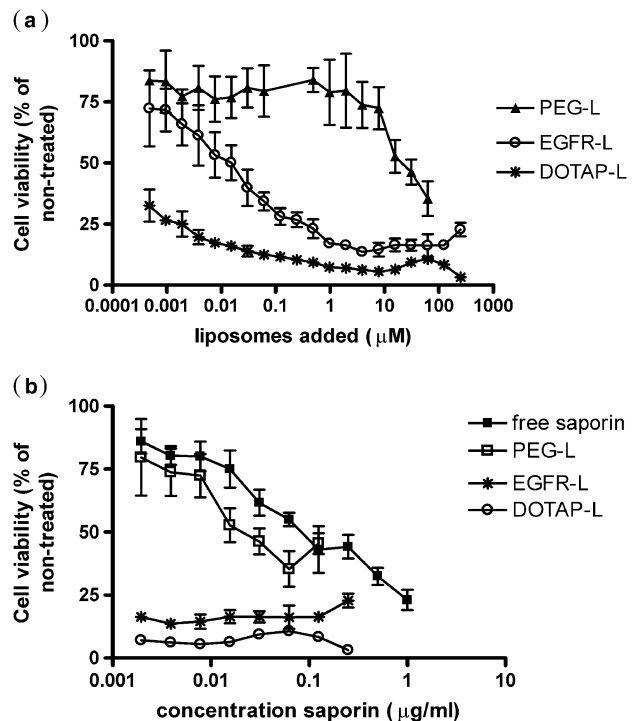 (a)
100
75
50
25
0
Cell viability (% of
non-treated)
0.0001 0.001 0.01 0.1 1 10 100 1000
liposomes added (μM)
PEG-L
EGFR-L
DOTAP-L
(b)
100
75
50
25
0
Cell viability (% of
non-treated)
0.001 0.01 0.1 1 10
concentration saporin (μg/ml)
free saporin
PEG-L
EGFR-L
DOTAP-L